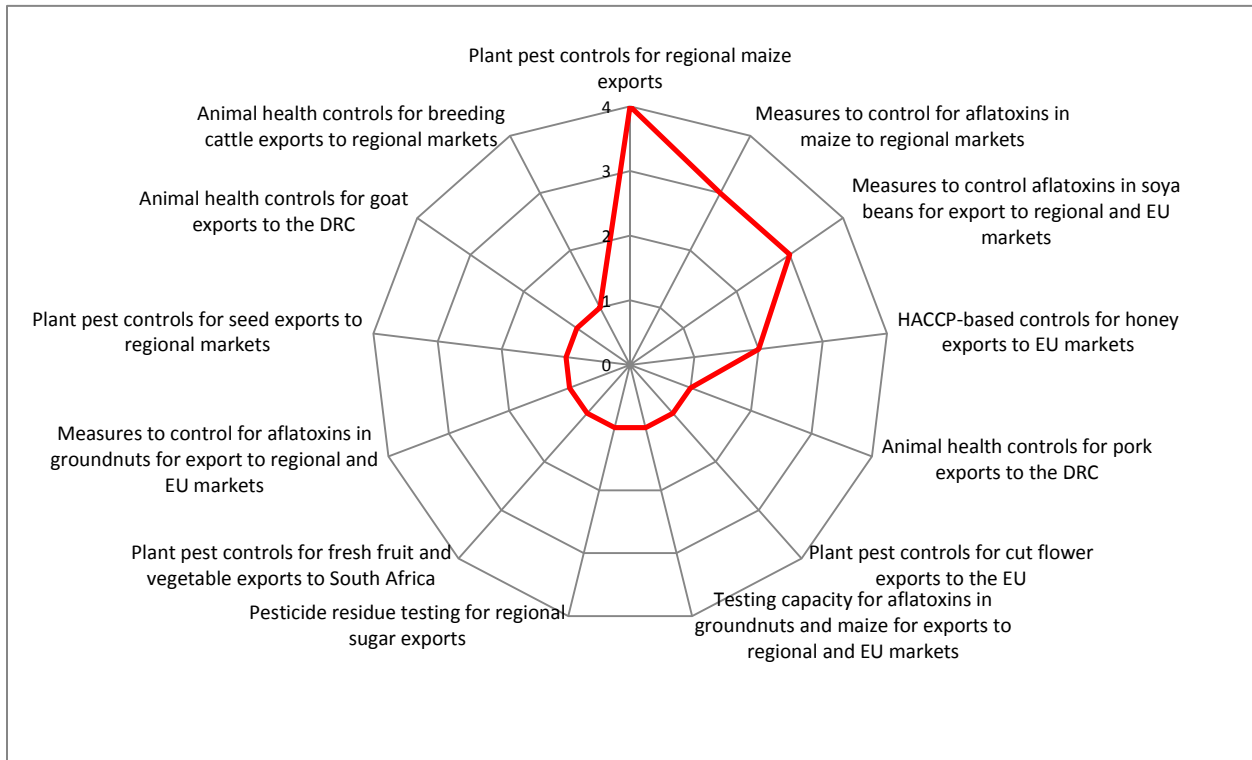 Plant pest controls for regional maize
exports
Measures to control for aflatoxins in
maize to regional markets
Measures to control aflatoxins in soya
beans for export to regional and EU
markets
HACCP-based controls for honey
exports to EU markets
Animal health controls for pork
exports to the DRC
Plant pest controls for cut flower
exports to the EU
Testing capacity for aflatoxins in
groundnuts and maize for exports to
regional and EU markets
Pesticide residue testing for regional
sugar exports
Plant pest controls for fresh fruit and
vegetable exports to South Africa
Measures to control for aflatoxins in
groundnuts for export to regional and
EU markets
Plant pest controls for seed exports to
regional markets
Animal health controls for goat
exports to the DRC
Animal health controls for breeding
cattle exports to regional markets
4
3
2
1
0